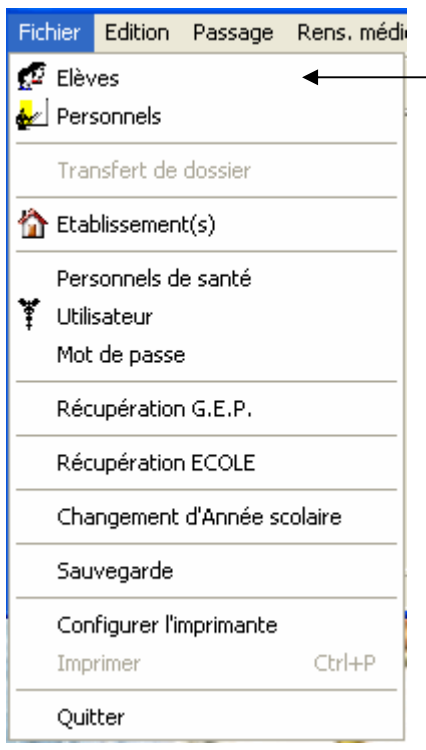 Fichier Edition Passage Rens. médi
Elèves
Personnels
Transfert de dossier
Etablissement(s)
Personnels de santé
Utilisateur
Mot de passe
Récupération G.E.P.
Récupération ECOLE
Changement d'Année scolaire
Sauvegarde
Configurer l'imprimante
Imprimer Ctrl+P
Quitter